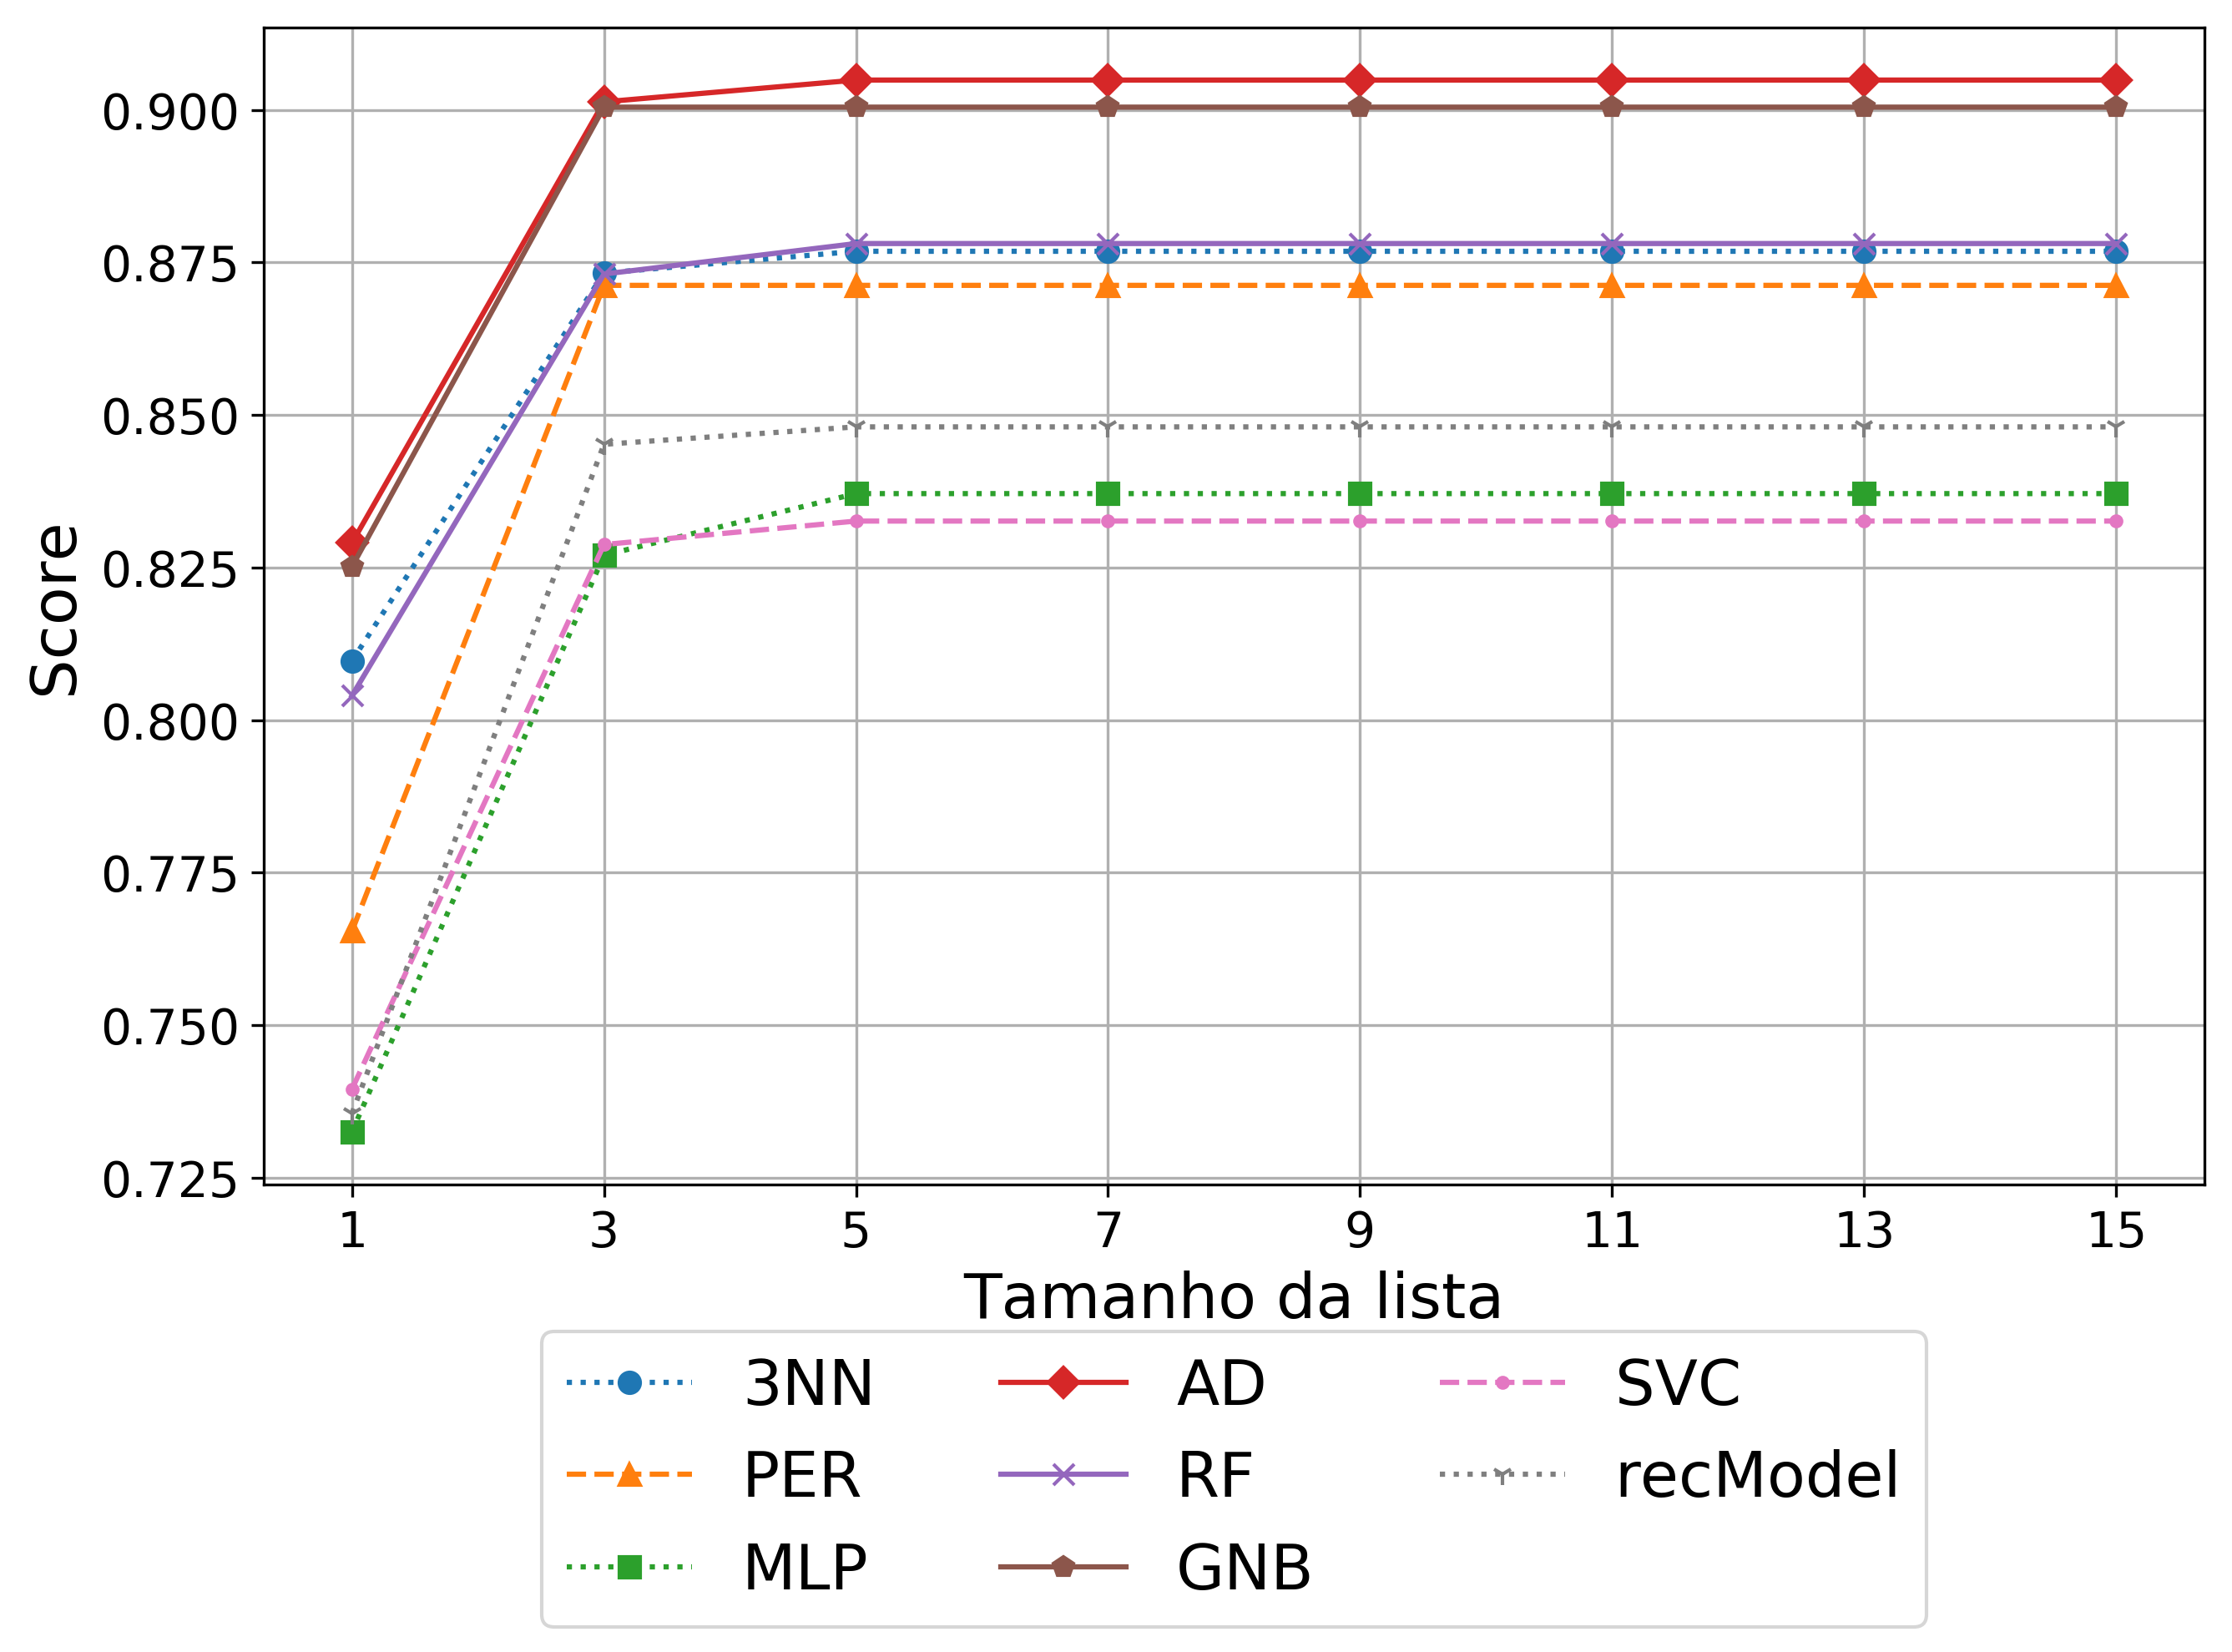 0.900
0.875
0.850
0.825
0.800
0.775
0.750
0.725
Score
1 3 5 7 9 11 13 15
Tamanho da lista
3NN AD SVC
PER RF recModel
MLP GNB